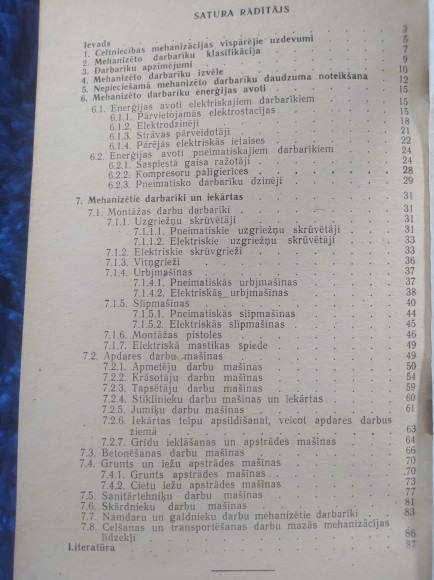 SATURA RĀDĪTĀJS
Ievads . . . 3
1. Celtniecības mehanizācijas vispārējie uzdevumi . . . 5
2. Mehanizēto darbarīku klasifikācija . . . 7
3. Darbarīku apzīmējumi . . . 9
4. Mehanizēto darbarīku izvēle . . . 10
5. Nepieciešamā mehanizēto darbarīku daudzuma noteikšana . . . 12
6. Mehanizēto darbarīku enerģijas avoti . . . 15
6.1. Enerģijas avoti elektriskajiem darbarīkiem . . . 15
6.1.1. Pārvietojamās elektrostacijas . . . 15
6.1.2. Elektrodzinēji . . . 18
6.1.3. Strāvas pārveidotāji . . . 21
6.1.4. Pārējās elektriskās ietaises . . . 22
6.2. Enerģijas avoti pneimatiskajiem darbarīkiem . . . 24
6.2.1. Saspiestā gaisa ražotāji . . . 24
6.2.2. Kompresoru palīgierīces . . . 28
6.2.3. Pneimatisko darbarīku dzinēji . . . 29
7. Mehanizētie darbarīki un iekārtas . . . 31
7.1. Montāžas darbu darbarīki . . . 31
7.1.1. Uzgriežņu skrūvētāji . . . 31
7.1.1.1. Pneimatiskie uzgriežņu skrūvētāji . . . 31
7.1.1.2. Elektriskie uzgriežņu skrūvētāji . . . 33
7.1.2. Elektriskie skrūvgrieži . . . 33
7.1.3. Vītņgrieži . . . 36
7.1.4. Urbjmašīnas . . . 37
7.1.4.1. Pneimatiskās urbjmašīnas . . . 37
7.1.4.2. Elektriskās urbjmašīnas . . . 38
7.1.5. Slīpmašīnas . . . 40
7.1.5.1. Pneimatiskās slīpmašīnas . . . 44
7.1.5.2. Elektriskās slīpmašīnas . . . 45
7.1.6. Montāžas pistoles . . . 46
7.1.7. Elektriskā mastikas spiede . . . 49
7.2. Apdares darbu mašīnas . . . 49
7.2.1. Apmetēju darbu mašīnas . . . 50
7.2.2. Krāsotāju darbu mašīnas . . . 54
7.2.3. Tapsētāju darbu mašīnas . . . 59
7.2.4. Stiklinieku darbu mašīnas un iekārtas . . . 60
7.2.5. Jumiķu darbu mašīnas . . . 61
7.2.6. Iekārtas telpu apsildīšanai, veicot apdares darbus
ziemā . . . 63
7.2.7. Grīdu ieklāšanas un apstrādes mašīnas . . . 64
7.3. Betonēšanas darbu mašīnas . . . 66
7.4. Grunts un iežu apstrādes mašīnas . . . 70
7.4.1. Grunts apstrādes mašīnas . . . 70
7.4.2. Cietu iežu apstrādes mašīnas . . . 73
7.5. Sanitārtehniķu darbu mašīnas . . . 77
7.6. Skārdnieku darbu mašīnas . . . 81
7.7. Namdaru un galdnieku darbu mehanizētie darbarīki . . . 83
7.8. Celšanas un transportēšanas darbu mazās mehanizācijas
līdzekļi . . . 86
Literatūra . . . 87